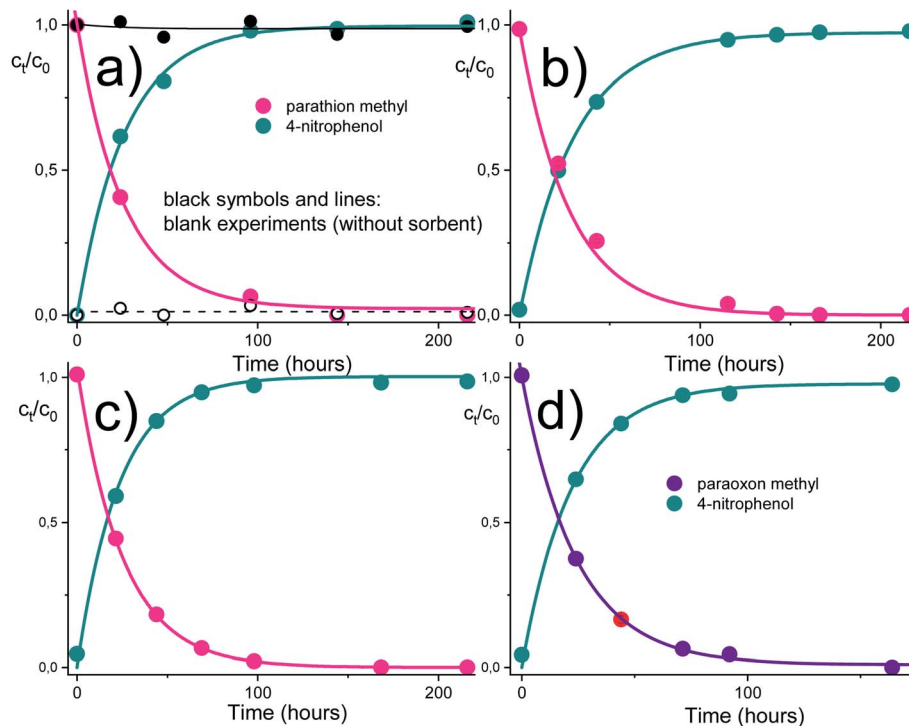 1,0
a)
c_t/c_0
parathion methyl
4-nitrophenol
0,5
black symbols and lines:
blank experiments (without sorbent)
0,0
0
100
200
Time (hours)
1,0
b)
c_t/c_0
0,5
0,0
0
100
200
Time (hours)
1,0
c)
c_t/c_0
0,5
0,0
0
100
200
Time (hours)
1,0
d)
c_t/c_0
paraoxon methyl
4-nitrophenol
0,5
0,0
0
100
Time (hours)